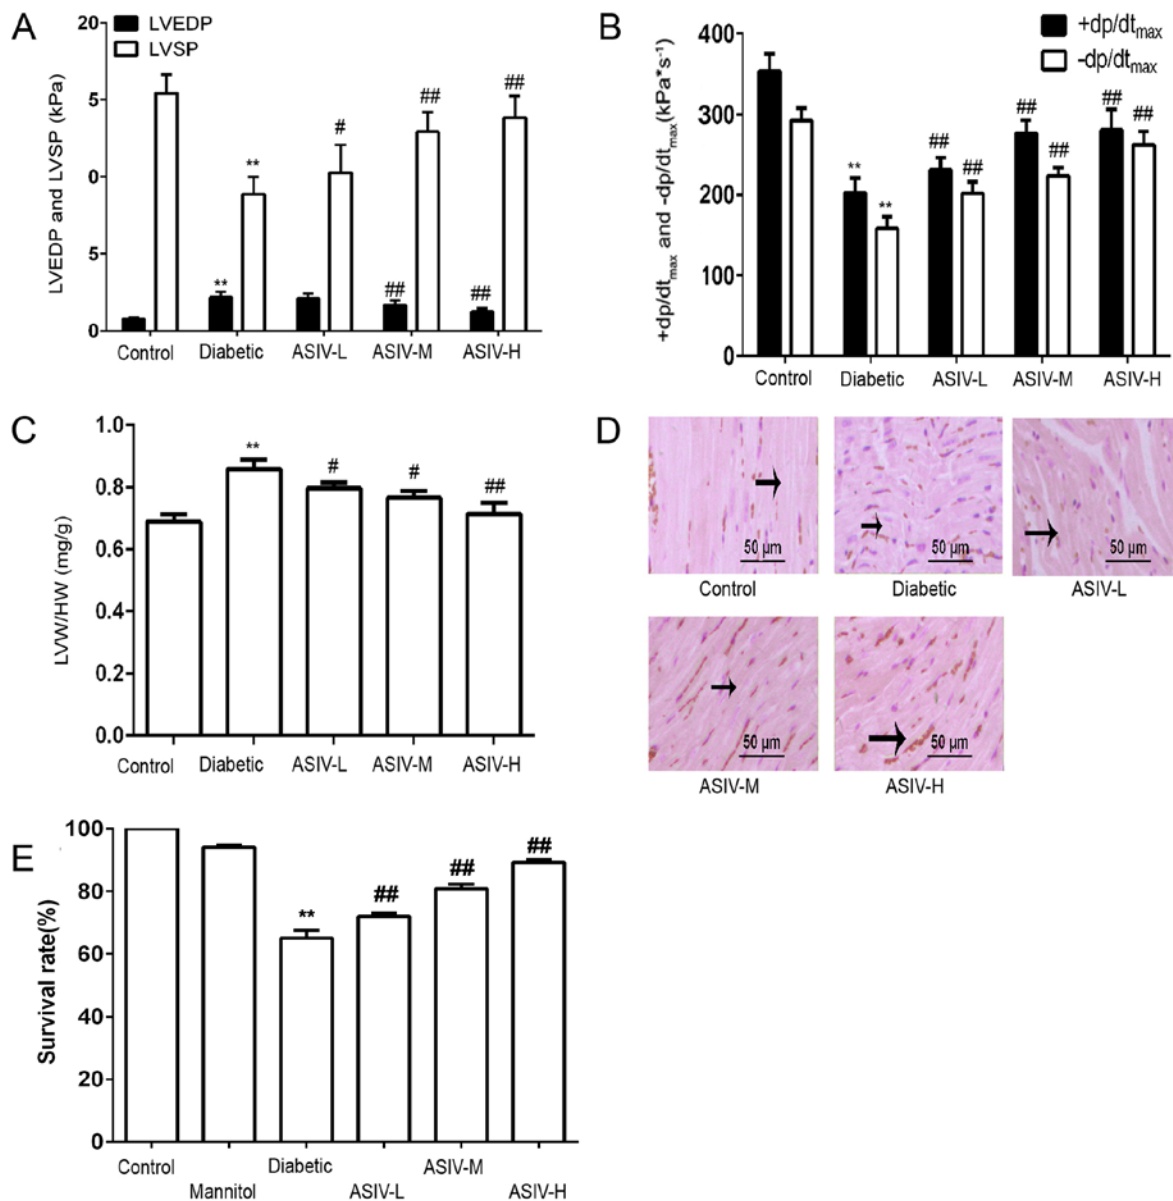 A
LVEDP
LVSP
LVEDP and LVSP (kPa)
20
5
0
5
0
**
**
#
##
##
##
##
Control
Diabetic
ASIV-L
ASIV-M
ASIV-H
B
+dp/dtmax
-dp/dtmax
+dp/dtmax and -dp/dtmax(kPa*s-1)
400
300
200
100
0
**
**
##
##
##
##
##
##
Control
Diabetic
ASIV-L
ASIV-M
ASIV-H
C
LVW/HW (mg/g)
1.0
0.8
0.6
0.4
0.2
0.0
**
#
#
##
Control
Diabetic
ASIV-L
ASIV-M
ASIV-H
D
50 μm
50 μm
50 μm
Control
Diabetic
ASIV-L
50 μm
50 μm
ASIV-M
ASIV-H
E
Survival rate(%)
100
80
60
40
20
0
**
##
##
##
Control
Mannitol
Diabetic
ASIV-L
ASIV-M
ASIV-H